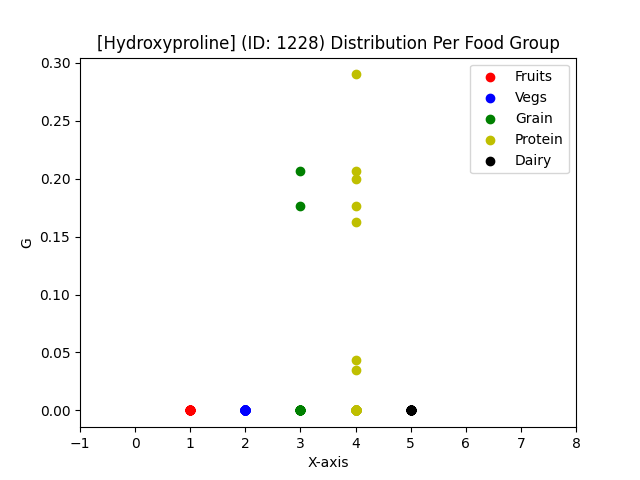 [Hydroxyproline] (ID: 1228) Distribution Per Food Group
Fruits
Vegs
Grain
Protein
Dairy
G
0.30
0.25
0.20
0.15
0.10
0.05
0.00
−1
0
1
2
3
4
5
6
7
8
X-axis